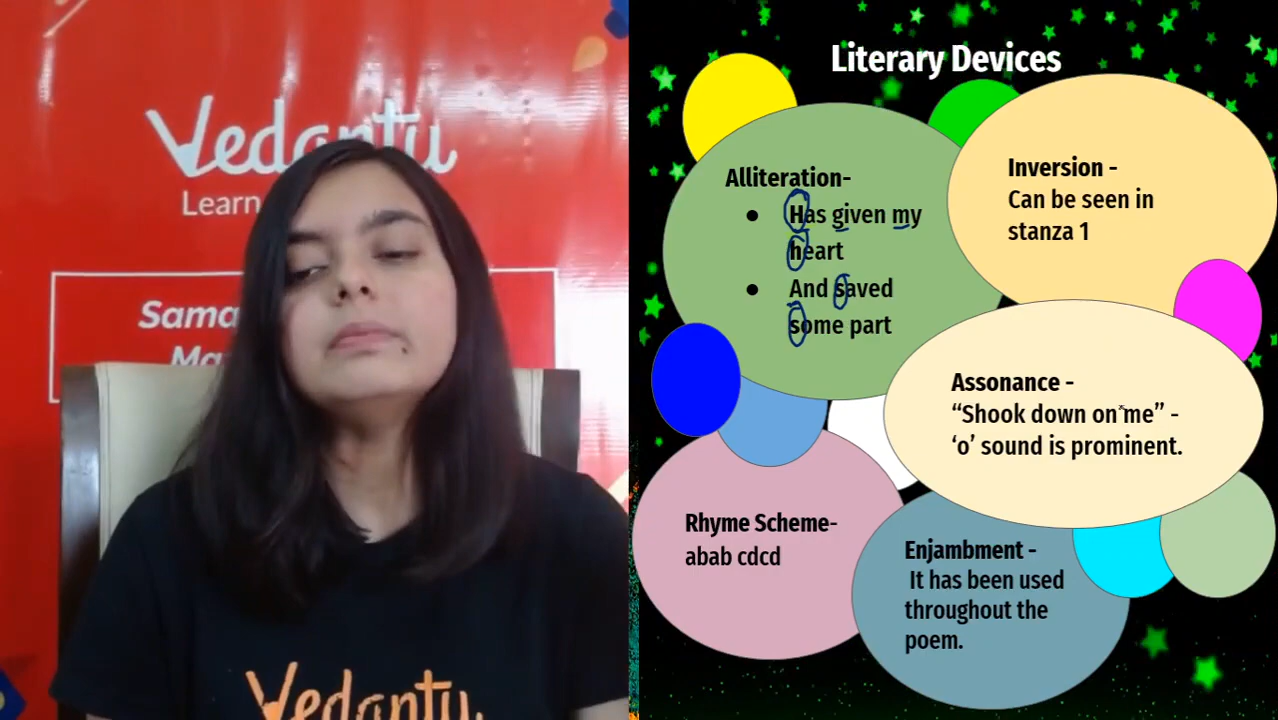 Vedantu
Learn
Sama
Ma
Vedantu
Literary Devices
Alliteration-
• Has given my
heart
• And saved
some part
Inversion -
Can be seen in
stanza 1
Assonance -
“Shook down on me” -
‘o’ sound is prominent.
Rhyme Scheme-
abab cdcd
Enjambment -
It has been used
throughout the
poem.